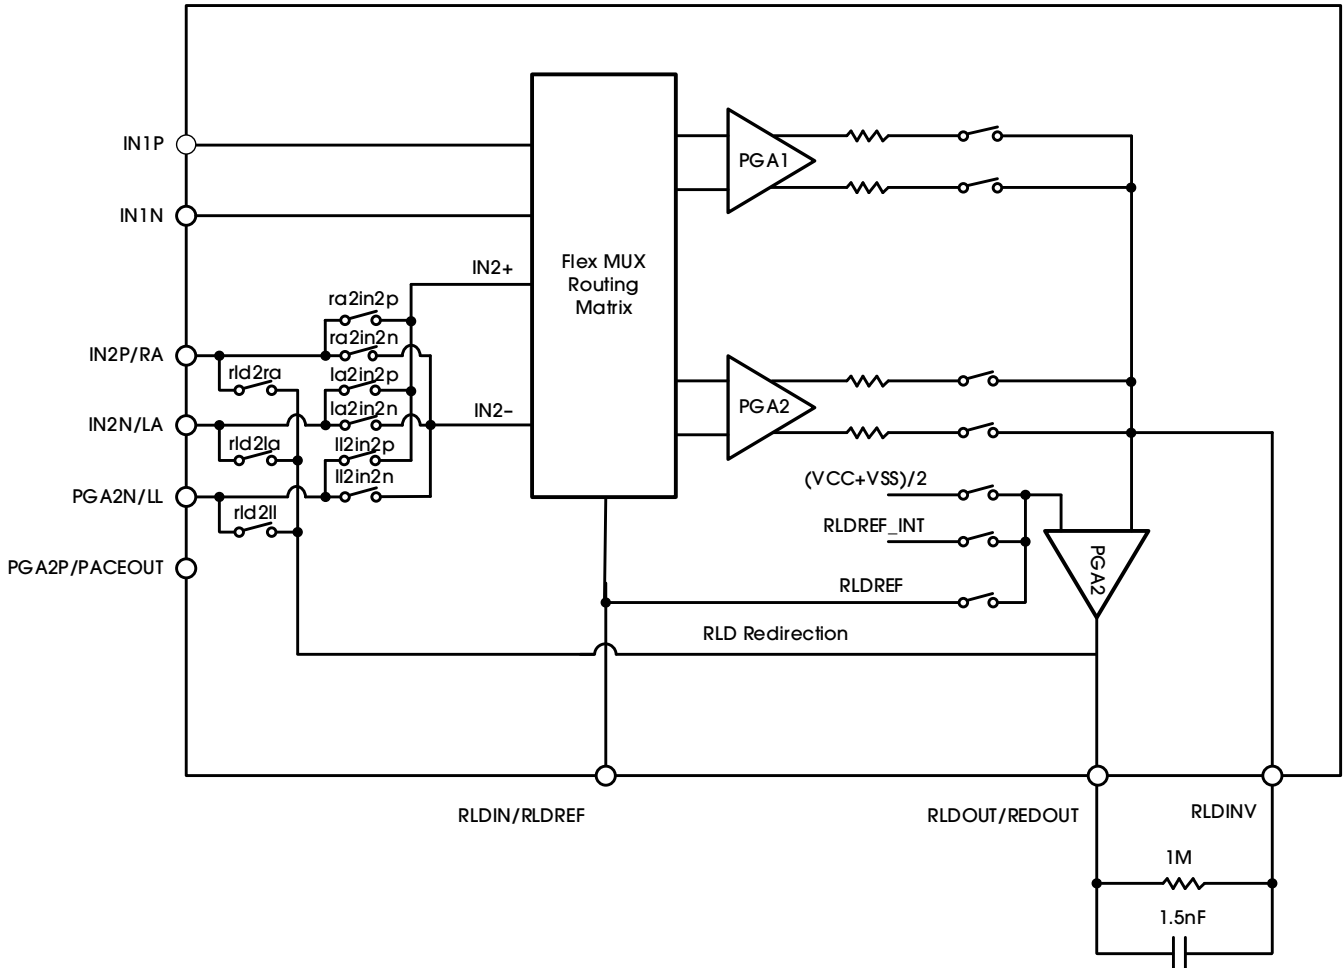 IN1P
PGA1
IN1N
Flex MUX
Routing
Matrix
IN2+
ra2in2p
ra2in2n
IN2P/RA
rld2ra
la2in2p
la2in2n
IN2-
PGA2
IN2N/LA
rld2la
ll2in2p
ll2in2n
(VCC+VSS)/2
PGA2N/LL
rld2ll
RLDREF_INT
PGA2
PGA2P/PACEOUT
RLDREF
RLD Redirection
RLDIN/RLDREF
RLDOUT/REDOUT
RLDINV
1M
1.5nF